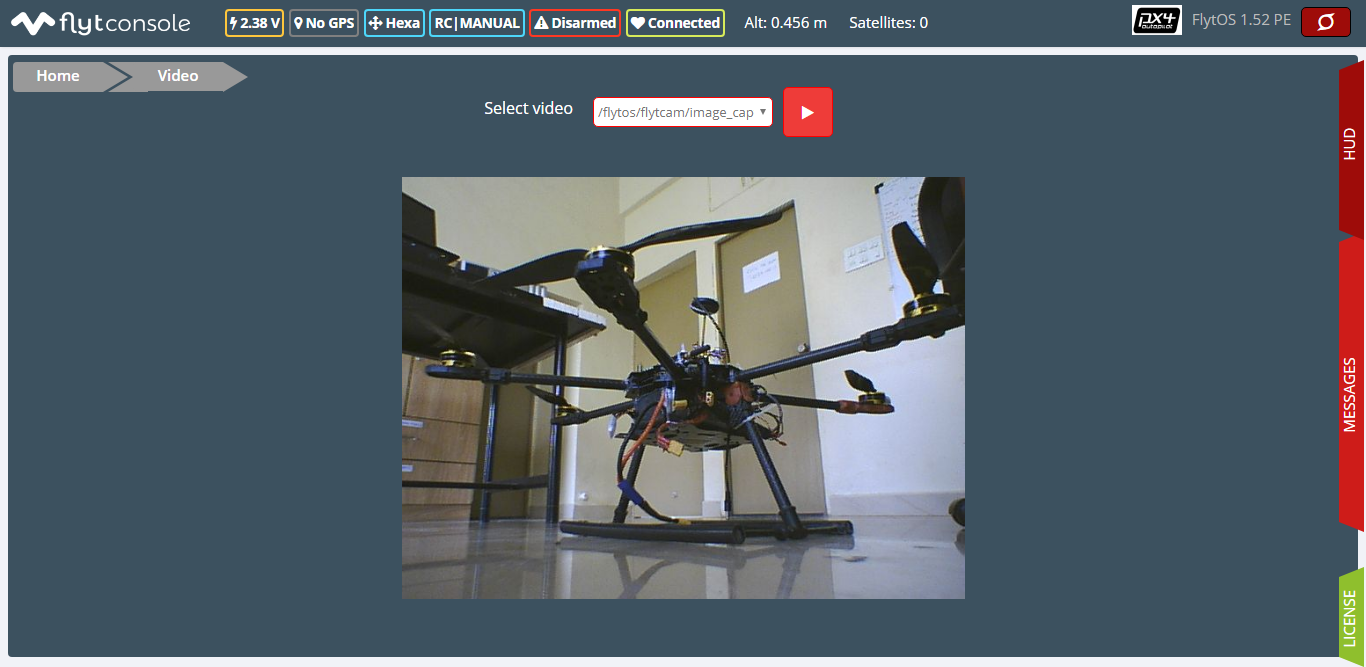 flytconsole
2.38 V
No GPS
Hexa
RC|MANUAL
Disarmed
Connected
Alt: 0.456 m
Satellites: 0
px4
autopilot
FlytOS 1.52 PE
Home
Video
Select video
/flytos/flytcam/image_cap
HUD
MESSAGES
LICENSE